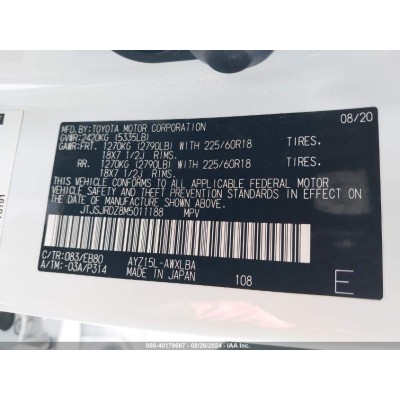 MFD.BY:TOYOTA MOTOR CORPORATION 08/20
GVWR:2420KG (5335LB)
GAWR:FRT. 1270KG (2790LB) WITH 225/60R18 TIRES.
18X7 1/2J RIMS.
RR. 1270KG (2790LB) WITH 225/60R18 TIRES.
18X7 1/2J RIMS.
THIS VEHICLE CONFORMS TO ALL APPLICABLE FEDERAL MOTOR
VEHICLE SAFETY AND THEFT PREVENTION STANDARDS IN EFFECT ON
THE DATE OF MANUFACTURE SHOWN ABOVE.
JTJSJRDZ8M5011188 MPV
C/TR:083/EB80 AYZ15L-AWXLBA
A/TM:-03A/P314 MADE IN JAPAN 108 E
000-40179667 - 09/26/2024 - IAA Inc.